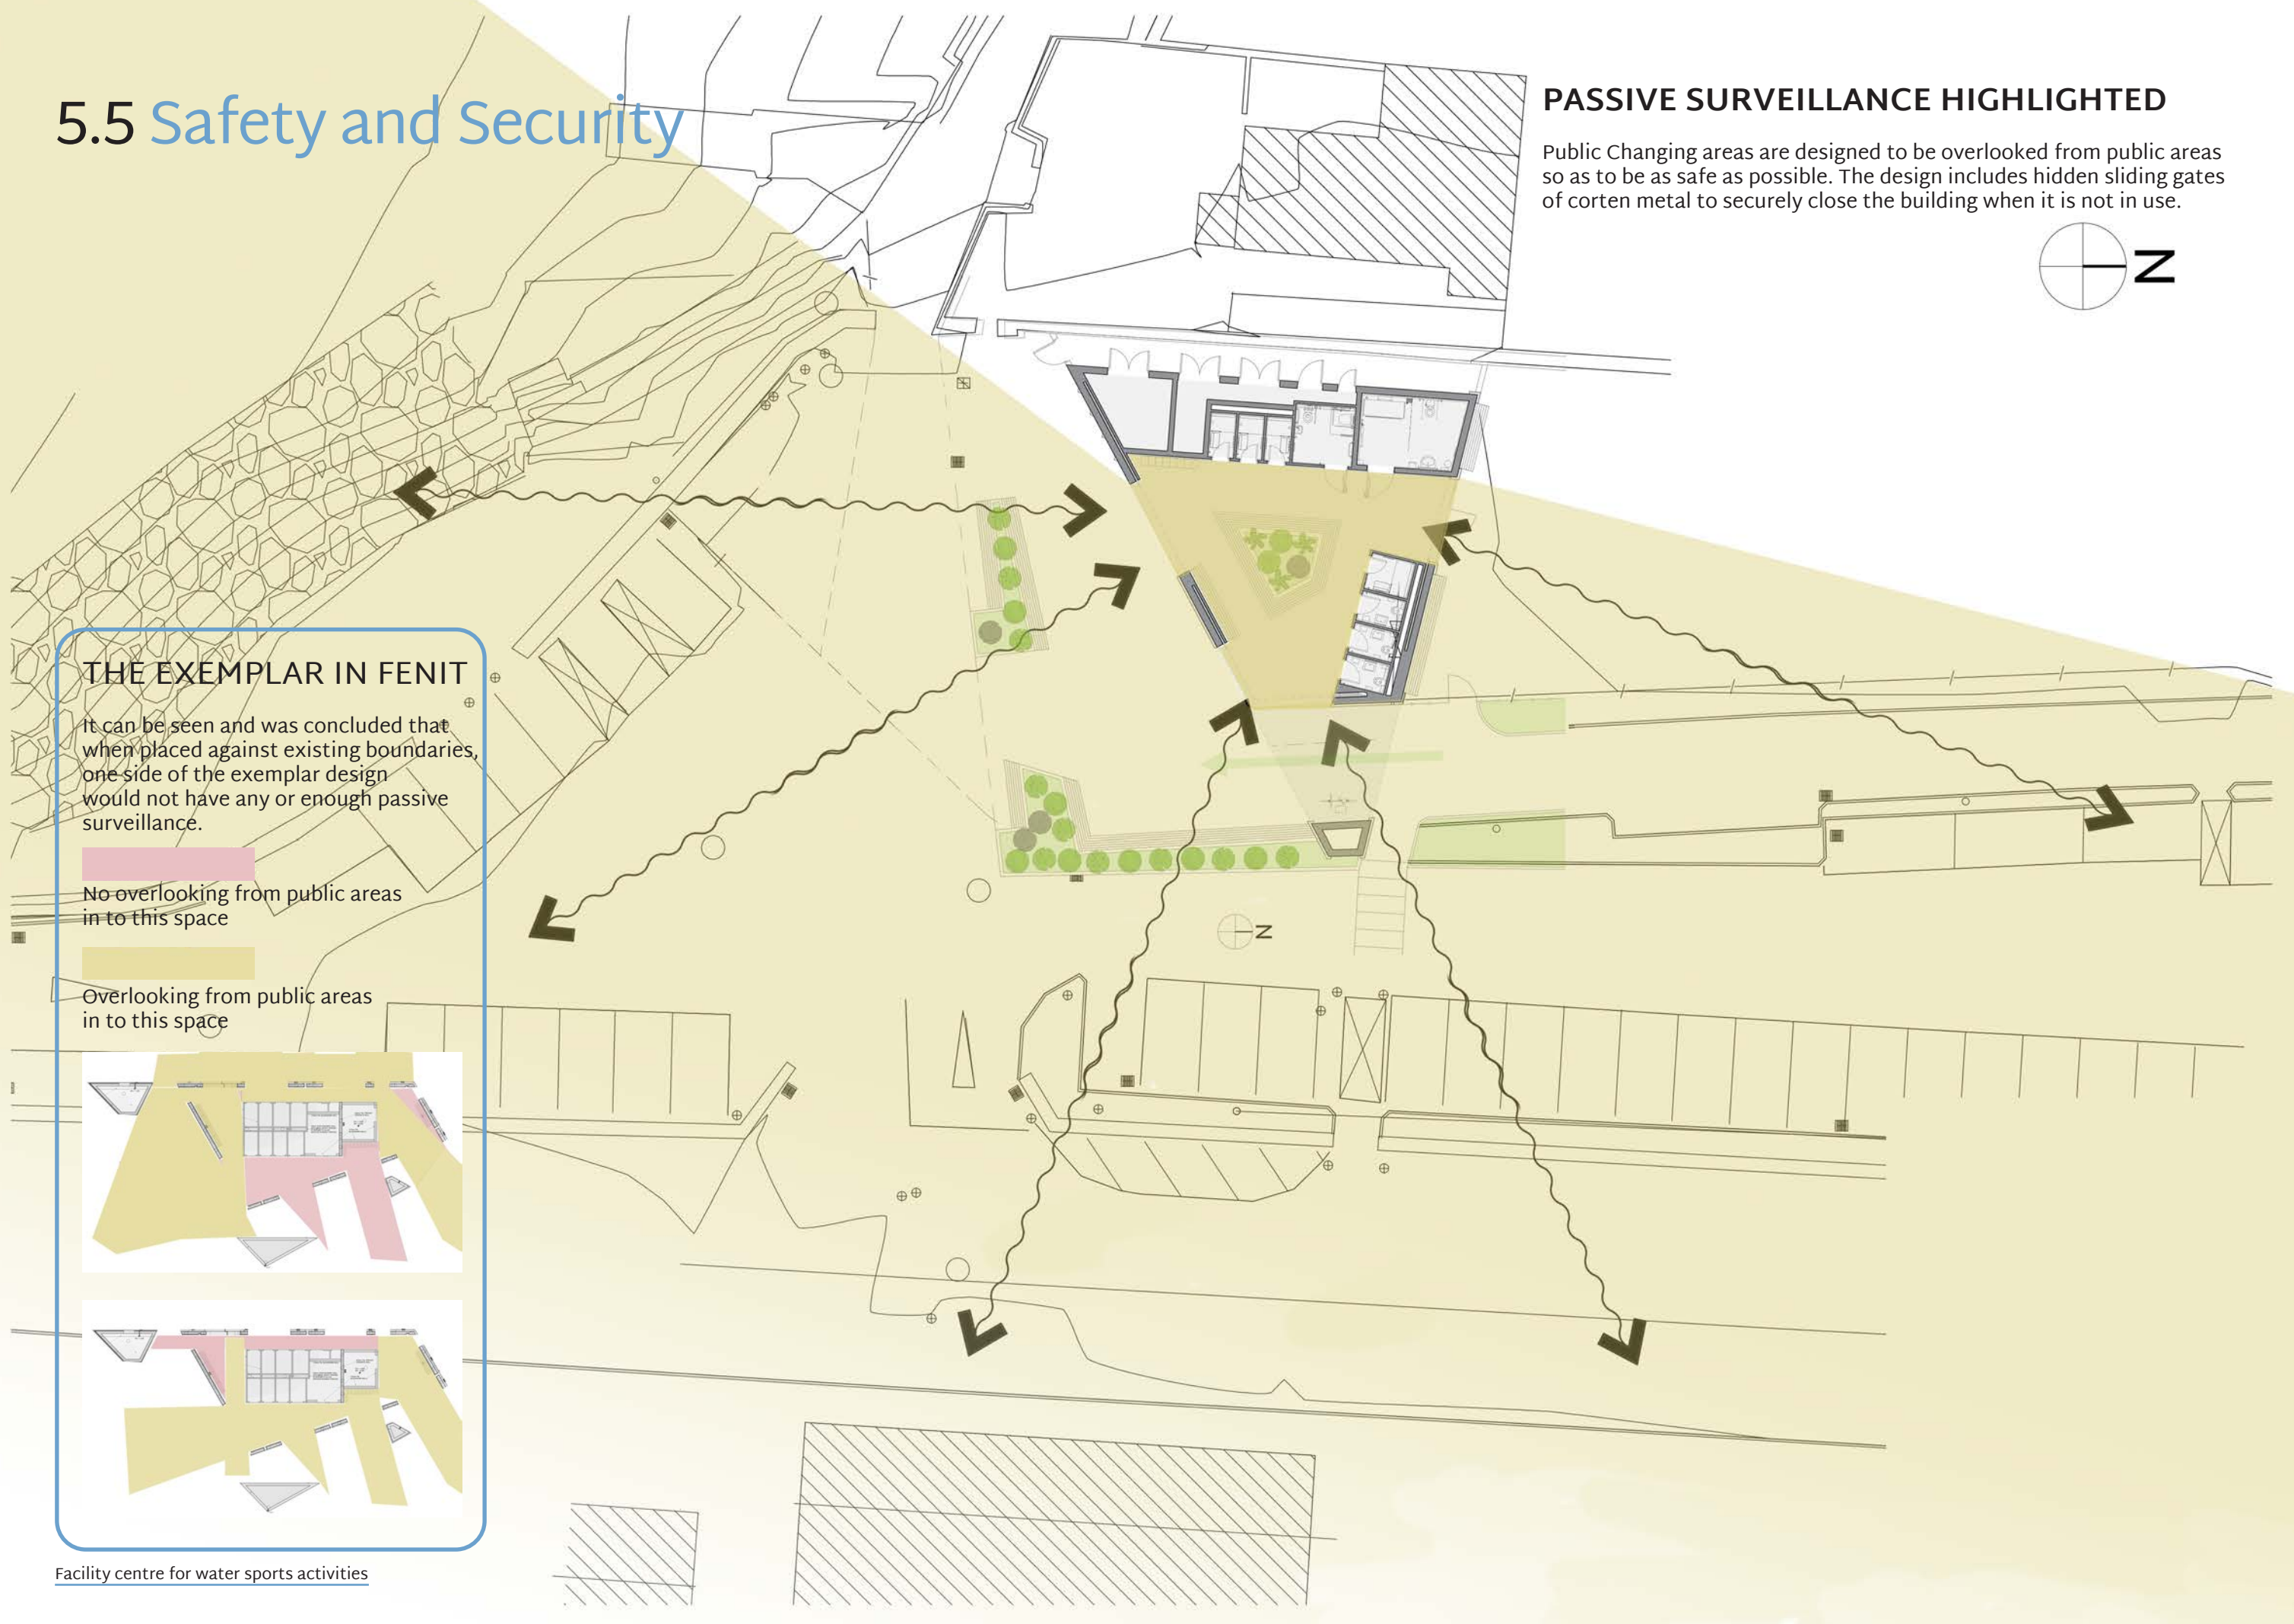 5.5 Safety and Security
PASSIVE SURVEILLANCE HIGHLIGHTED
Public Changing areas are designed to be overlooked from public areas
so as to be as safe as possible. The design includes hidden sliding gates
of corten metal to securely close the building when it is not in use.
N
THE EXEMPLAR IN FENIT
It can be seen and was concluded that
when placed against existing boundaries,
one side of the exemplar design
would not have any or enough passive
surveillance.
No overlooking from public areas
in to this space
Overlooking from public areas
in to this space
N
Facility centre for water sports activities